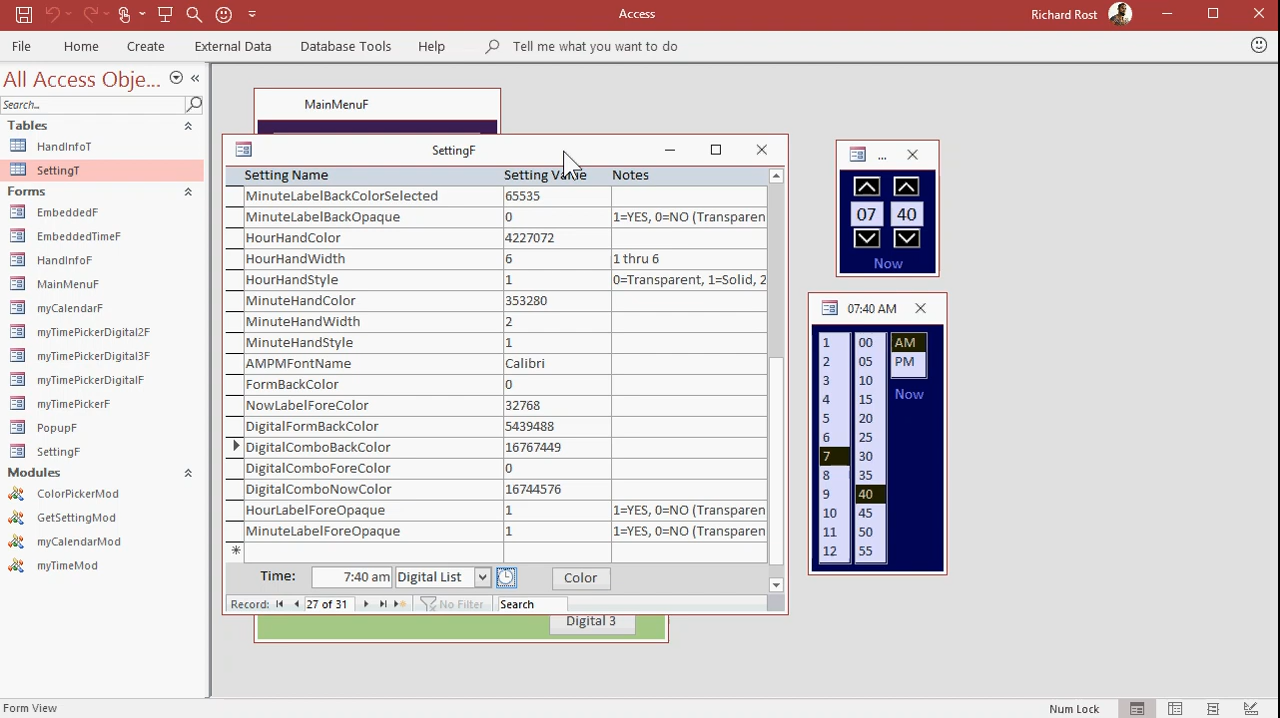 Access
Richard Rost
File Home Create External Data Database Tools Help Tell me what you want to do
All Access Obje...
Search...
Tables
HandInfoT
SettingT
Forms
EmbeddedF
EmbeddedTimeF
HandInfoF
MainMenuF
myCalendarF
myTimePickerDigital2F
myTimePickerDigital3F
myTimePickerDigitalF
myTimePickerF
PopupF
SettingF
Modules
ColorPickerMod
GetSettingMod
myCalendarMod
myTimeMod
MainMenuF
SettingF
Setting Name Setting Value Notes
MinuteLabelBackColorSelected 65535
MinuteLabelBackOpaque 0 1=YES, 0=NO (Transparen
HourHandColor 4227072
HourHandWidth 6 1 thru 6
HourHandStyle 1 0=Transparent, 1=Solid, 2
MinuteHandColor 353280
MinuteHandWidth 2
MinuteHandStyle 1
AMPMFontName Calibri
FormBackColor 0
NowLabelForeColor 32768
DigitalFormBackColor 5439488
DigitalComboBackColor 16767449
DigitalComboForeColor 0
DigitalComboNowColor 16744576
HourLabelForeOpaque 1 1=YES, 0=NO (Transparen
MinuteLabelForeOpaque 1 1=YES, 0=NO (Transparen
Time: 7:40 am Digital List Color
Record: 27 of 31 No Filter Search
Digital 3
...
07 40
Now
07:40 AM
1 00 AM
2 05 PM
3 10
4 15 Now
5 20
6 25
7 30
8 35
9 40
10 45
11 50
12 55
Form View
Num Lock